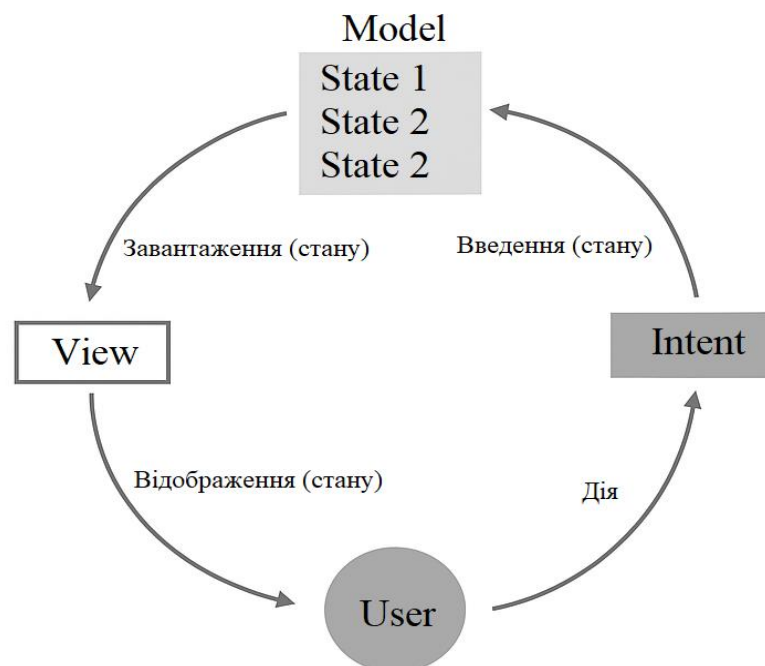 Model
State 1
State 2
State 2
Завантаження (стану)
Введення (стану)
View
Intent
Відображення (стану)
Дія
User